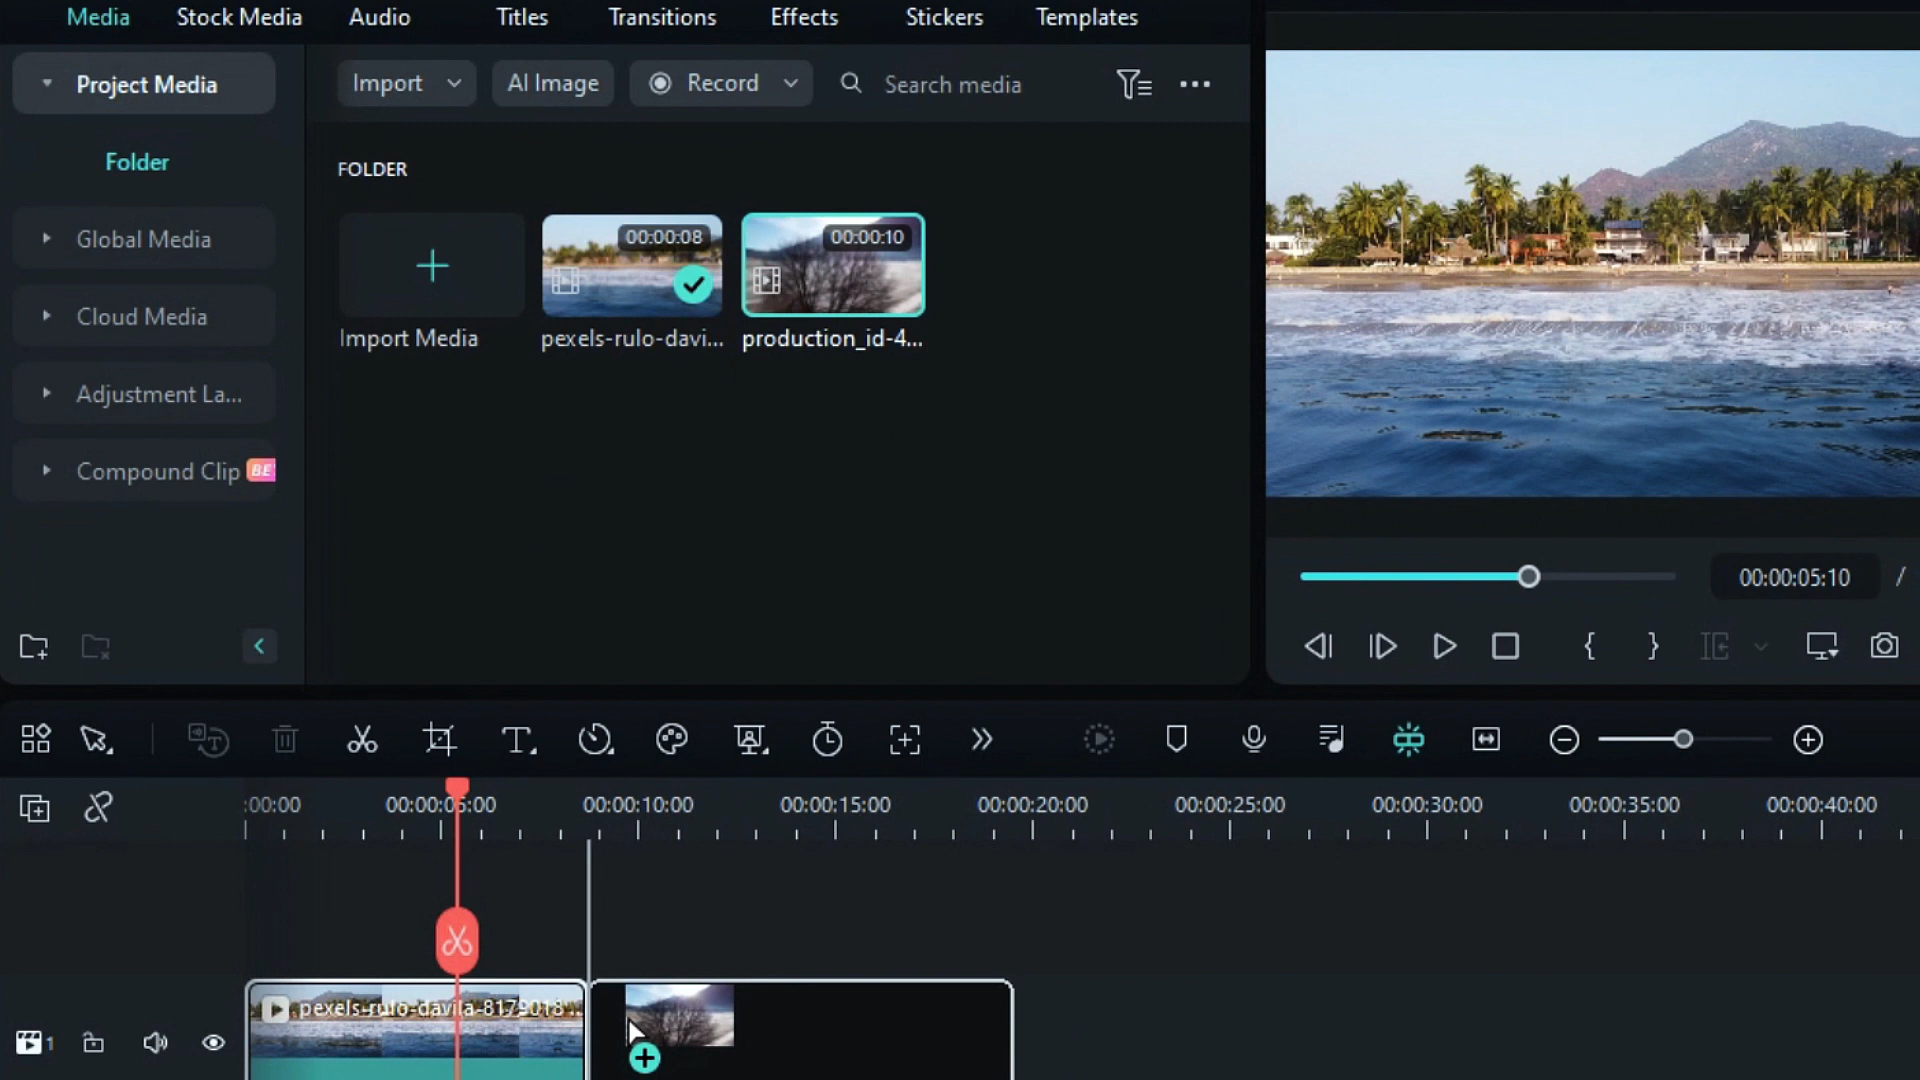 Media Stock Media Audio Titles Transitions Effects Stickers Templates
Project Media
Import AI Image Record Search media
Folder
Global Media
Cloud Media
Adjustment La...
Compound Clip BE
FOLDER
00:00:08 00:00:10
Import Media pexels-rulo-davi... production_id-4...
00:00:05:10 /
{ }
T
:00:00 00:00:05:00 00:00:10:00 00:00:15:00 00:00:20:00 00:00:25:00 00:00:30:00 00:00:35:00 00:00:40:00
pexels-rulo-davila-8179018-...
1